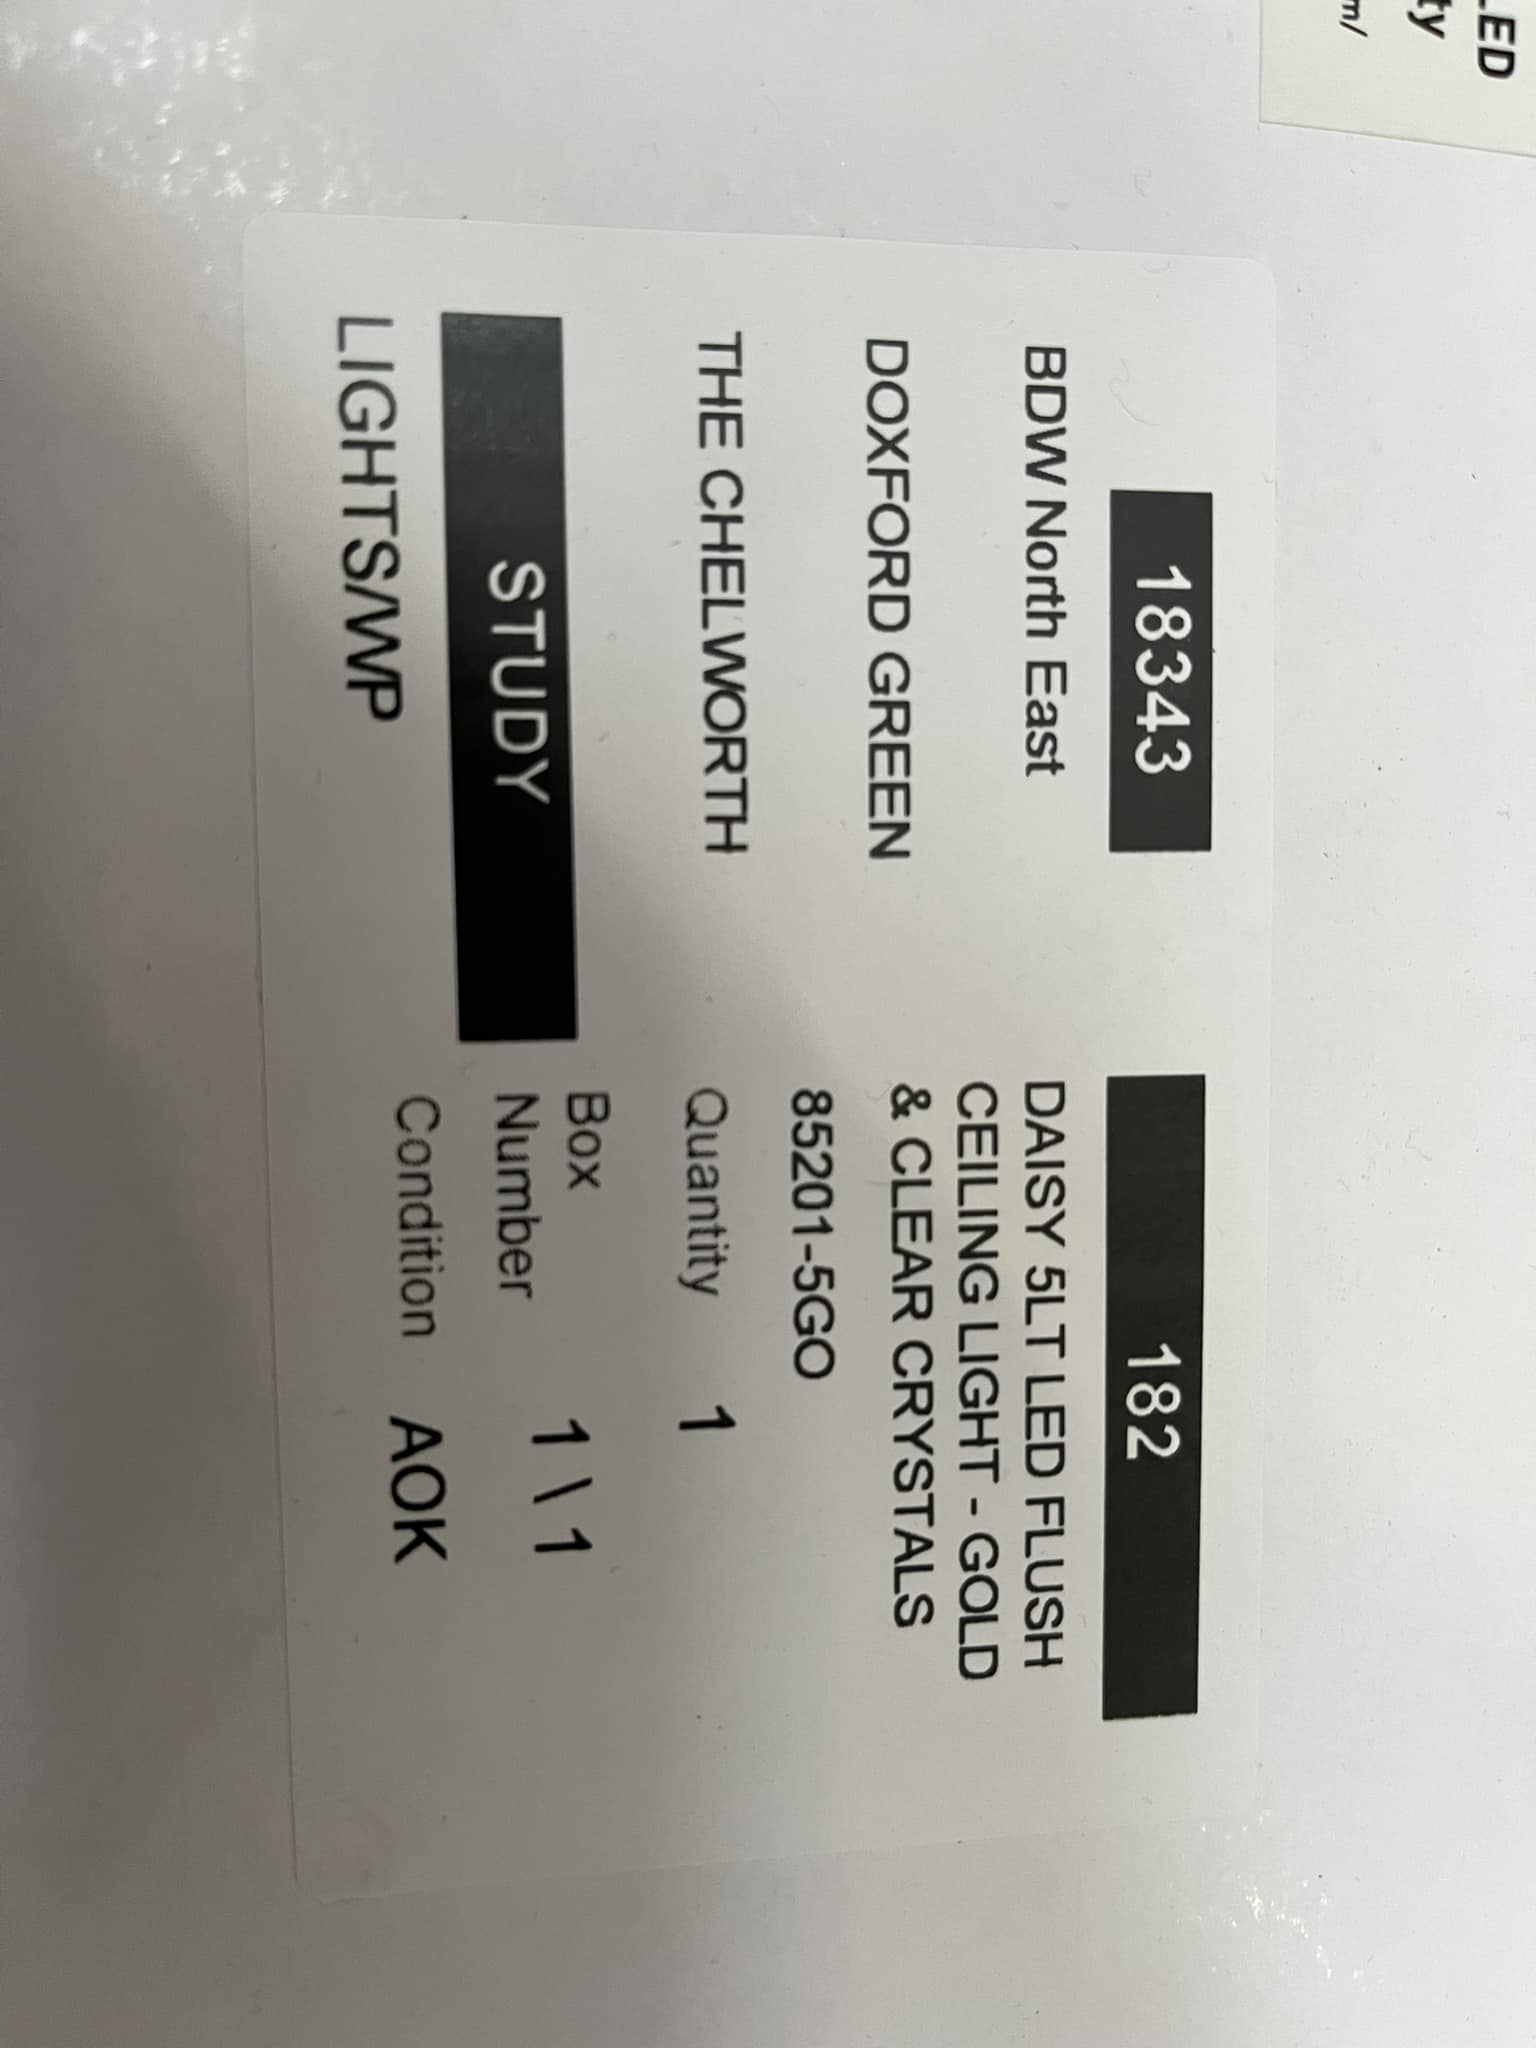 LED
ty
m/
18343
BDW North East
DOXFORD GREEN
THE CHELWORTH
STUDY
LIGHTS/WP
182
DAISY 5LT LED FLUSH
CEILING LIGHT - GOLD
& CLEAR CRYSTALS
85201-5GO
Quantity 1
Box
Number 1 \ 1
Condition AOK